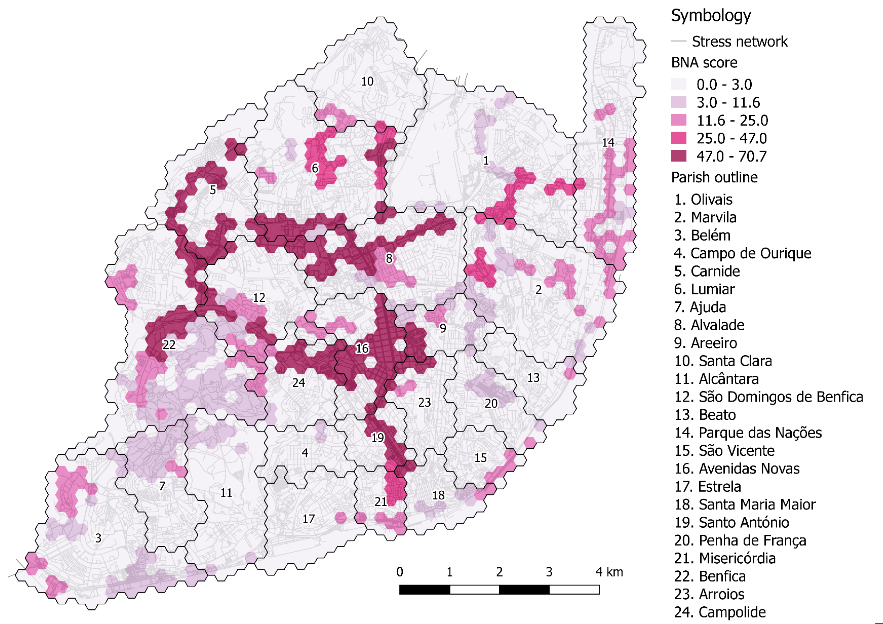 Symbology
Stress network
BNA score
0.0 - 3.0
3.0 - 11.6
11.6 - 25.0
25.0 - 47.0
47.0 - 70.7
Parish outline
1. Olivais
2. Marvila
3. Belém
4. Campo de Ourique
5. Carnide
6. Lumiar
7. Ajuda
8. Alvalade
9. Areeiro
10. Santa Clara
11. Alcântara
12. São Domingos de Benfica
13. Beato
14. Parque das Nações
15. São Vicente
16. Avenidas Novas
17. Estrela
18. Santa Maria Maior
19. Santo António
20. Penha de França
21. Misericórdia
22. Benfica
23. Arroios
24. Campolide
10
14
1
6
5
8
2
12
9
22
16
24
13
23
20
19
4
15
7
11
21
18
17
3
0 1 2 3 4 km